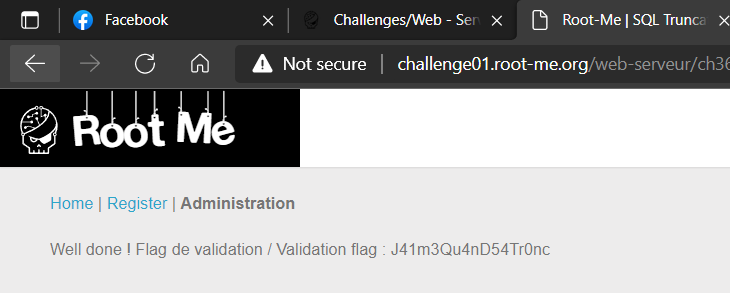 Facebook
Challenges/Web - Ser
Root-Me | SQL Trunca
Not secure | challenge01.root-me.org/web-serveur/ch36
Root Me
Home | Register | Administration
Well done ! Flag de validation / Validation flag : J41m3Qu4nD54Tr0nc